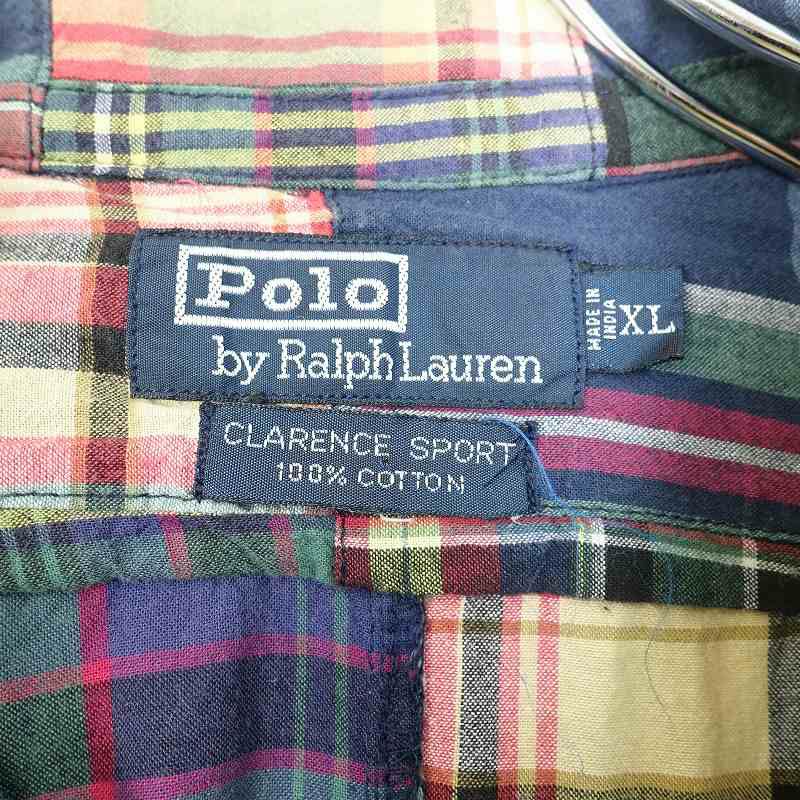 Polo
by Ralph Lauren
MADE IN
INDIA
XL
CLARENCE SPORT
100% COTTON